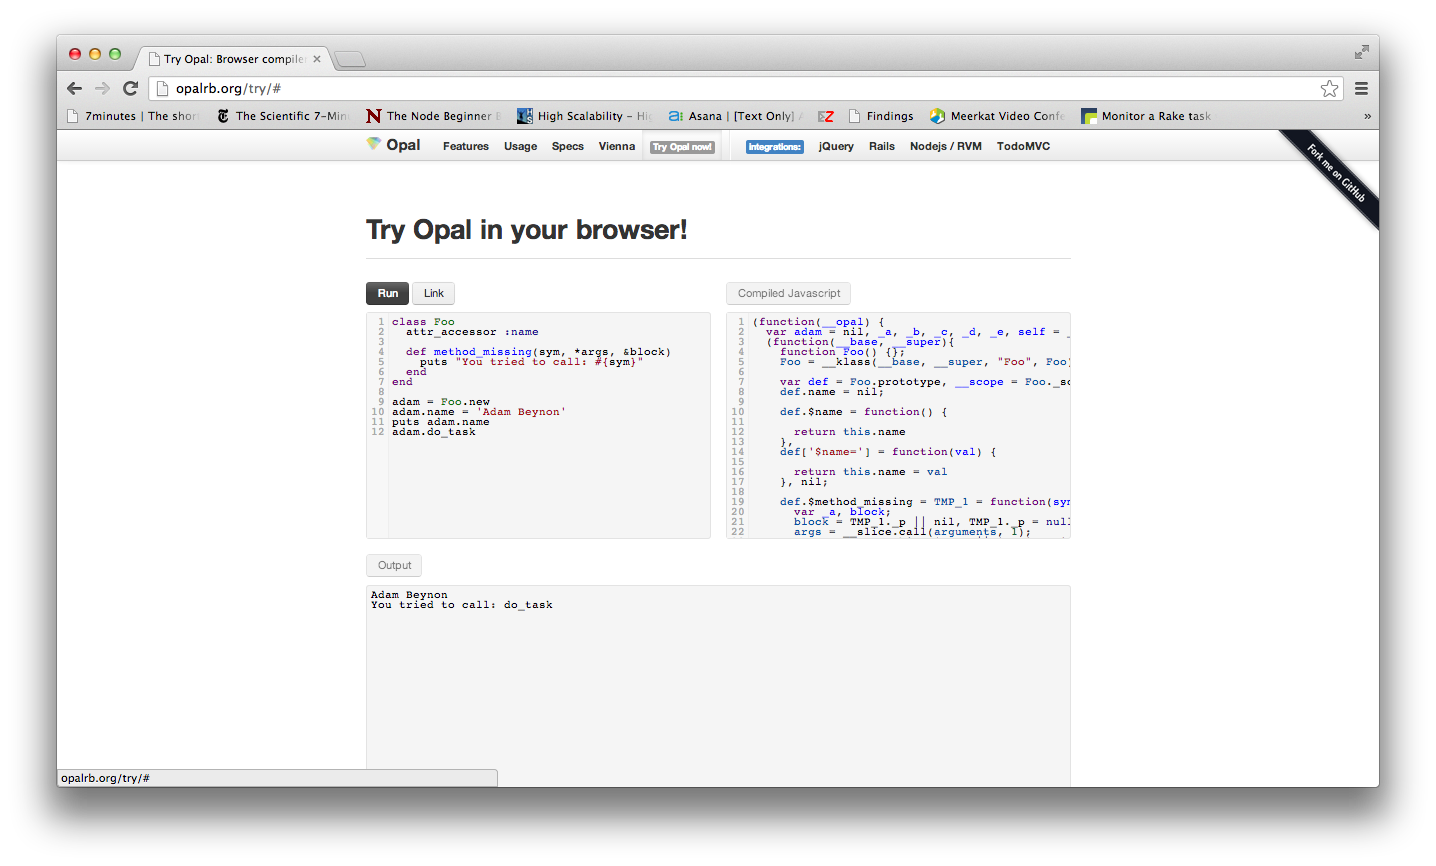 Try Opal: Browser compile
opalrb.org/try/#
7minutes | The shor
The Scientific 7-Min
The Node Beginner
High Scalability – Hig
Asana | [Text Only]
EZ
Findings
Meerkat Video Confe
Monitor a Rake task
»
Opal
Features
Usage
Specs
Vienna
Try Opal now!
Integrations:
jQuery
Rails
Nodejs / RVM
TodoMVC
Fork me on GitHub
Try Opal in your browser!
Run
Link
1 class Foo
2 attr_accessor :name
3
4 def method_missing(sym, *args, &block)
5 puts "You tried to call: #{sym}"
6 end
7 end
8
9 adam = Foo.new
10 adam.name = 'Adam Beynon'
11 puts adam.name
12 adam.do_task
Compiled Javascript
1 (function(__opal) {
2 var adam = nil, _a, _b, _c, _d, _e, self = _
3 (function(__base, __super){
4 function Foo() {};
5 Foo = __klass(__base, __super, "Foo", Foo)
6
7 var def = Foo.prototype, __scope = Foo._sc
8 def.name = nil;
9
10 def.$name = function() {
11
12 return this.name
13 },
14 def['$name='] = function(val) {
15
16 return this.name = val
17 }, nil;
18
19 def.$method_missing = TMP_1 = function(sym
20 var _a, block;
21 block = TMP_1._p || nil, TMP_1._p = null
22 args = __slice.call(arguments, 1);
Output
Adam Beynon
You tried to call: do_task
opalrb.org/try/#